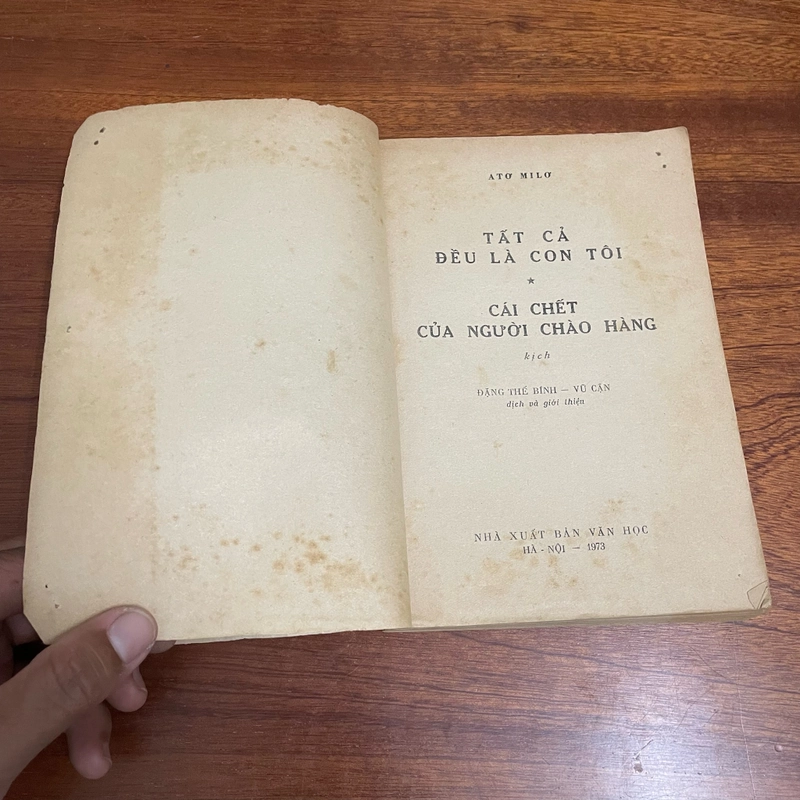 ATƠ MILƠ
TẤT CẢ
ĐỀU LÀ CON TÔI
*
CÁI CHẾT
CỦA NGƯỜI CHÀO HÀNG
kịch
ĐẶNG THẾ BÍNH — VŨ CẬN
dịch và giới thiệu
NHÀ XUẤT BẢN VĂN HỌC
HÀ - NỘI — 1973